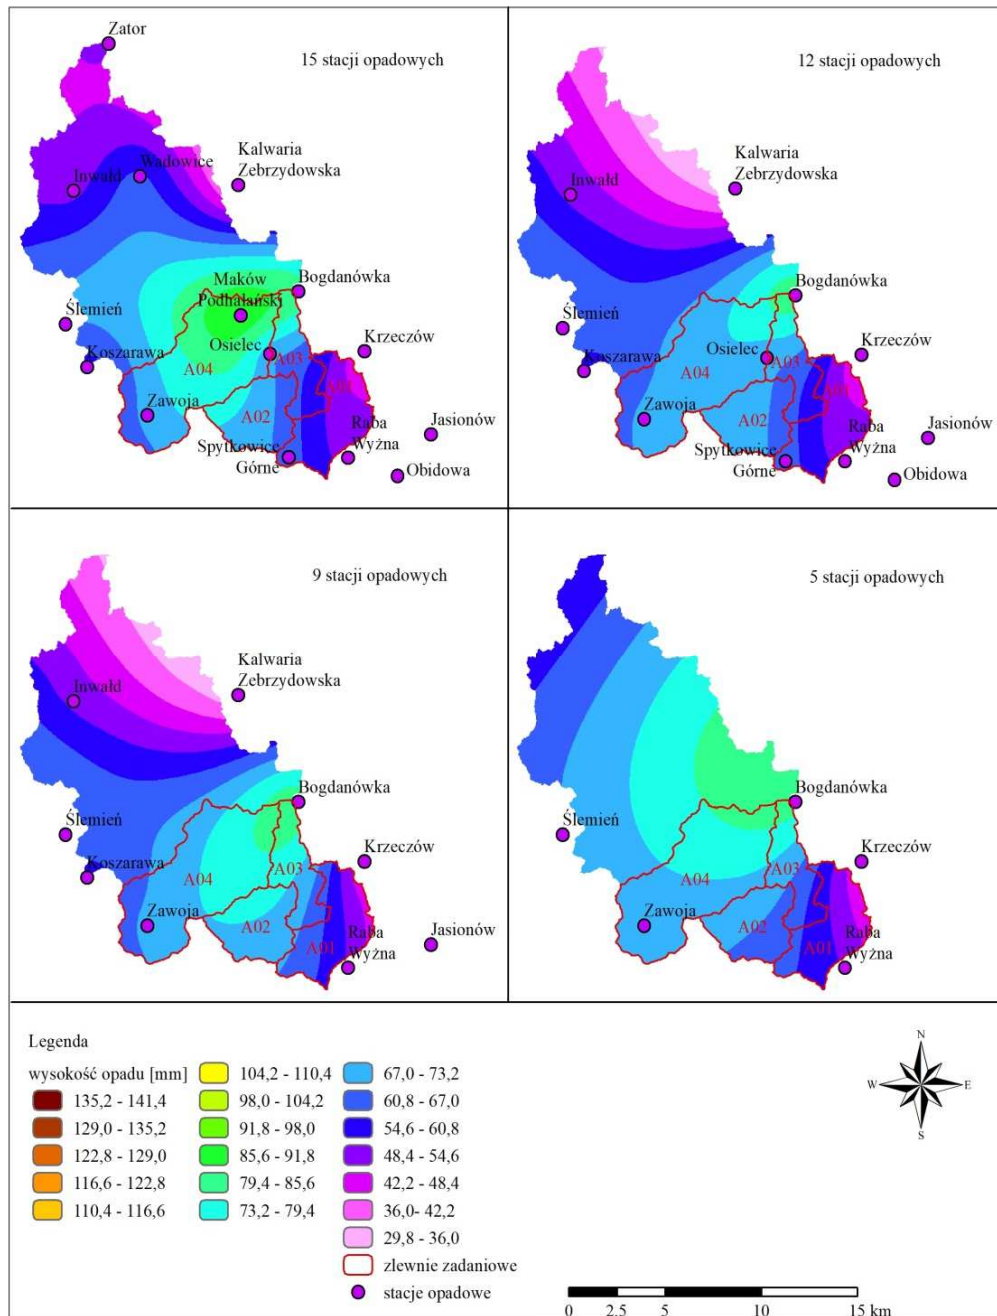 Zator
15 stacji opadowych
Kalwaria
Zebrzydowska
Wadowice
Inwałd
Bogdanówka
Maków
Podhalański
Ślemień
Osielec
Krzeczów
Koszarawa
A03
A04
A01
Zawoja
A02
Raba
Wyżna
Jasionów
Spytkowice
Górne
Obidowa
12 stacji opadowych
Kalwaria
Zebrzydowska
Inwałd
Bogdanówka
Ślemień
Krzeczów
Osielec
Koszarawa
A03
A04
A01
Zawoja
A02
Raba
Wyżna
Jasionów
Spytkowice
Górne
Obidowa
9 stacji opadowych
Kalwaria
Zebrzydowska
Inwałd
Bogdanówka
Ślemień
Krzeczów
Koszarawa
A03
A04
Zawoja
A02
A01
Raba
Wyżna
Jasionów
5 stacji opadowych
Bogdanówka
Ślemień
Krzeczów
A03
A04
Zawoja
A02
A01
Raba
Wyżna
Legenda
wysokość opadu [mm]
135,2 - 141,4
129,0 - 135,2
122,8 - 129,0
116,6 - 122,8
110,4 - 116,6
104,2 - 110,4
98,0 - 104,2
91,8 - 98,0
85,6 - 91,8
79,4 - 85,6
73,2 - 79,4
67,0 - 73,2
60,8 - 67,0
54,6 - 60,8
48,4 - 54,6
42,2 - 48,4
36,0- 42,2
29,8 - 36,0
zlewnie zadaniowe
stacje opadowe
N
W
E
S
0 2,5 5 10 15 km